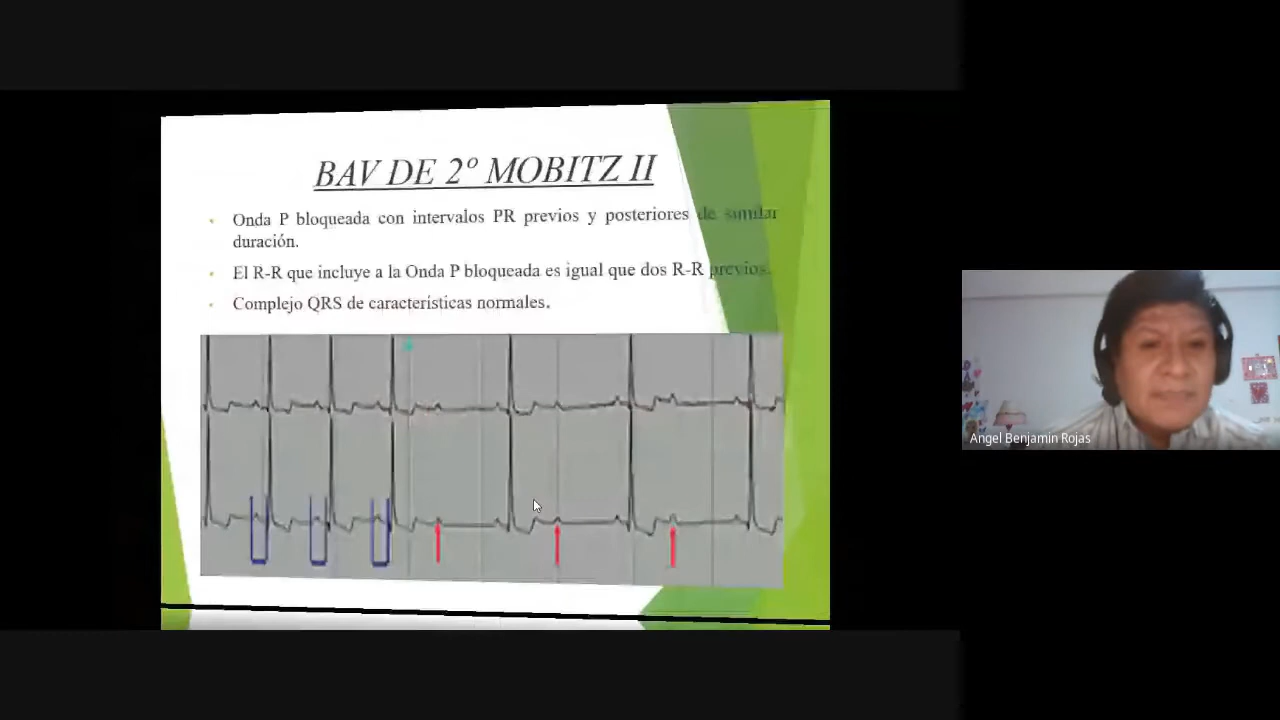 BAV DE 2º MOBITZ II
• Onda P bloqueada con intervalos PR previos y posteriores de similar
duración.
• El R-R que incluye a la Onda P bloqueada es igual que dos R-R previos.
• Complejo QRS de características normales.
Angel Benjamin Rojas